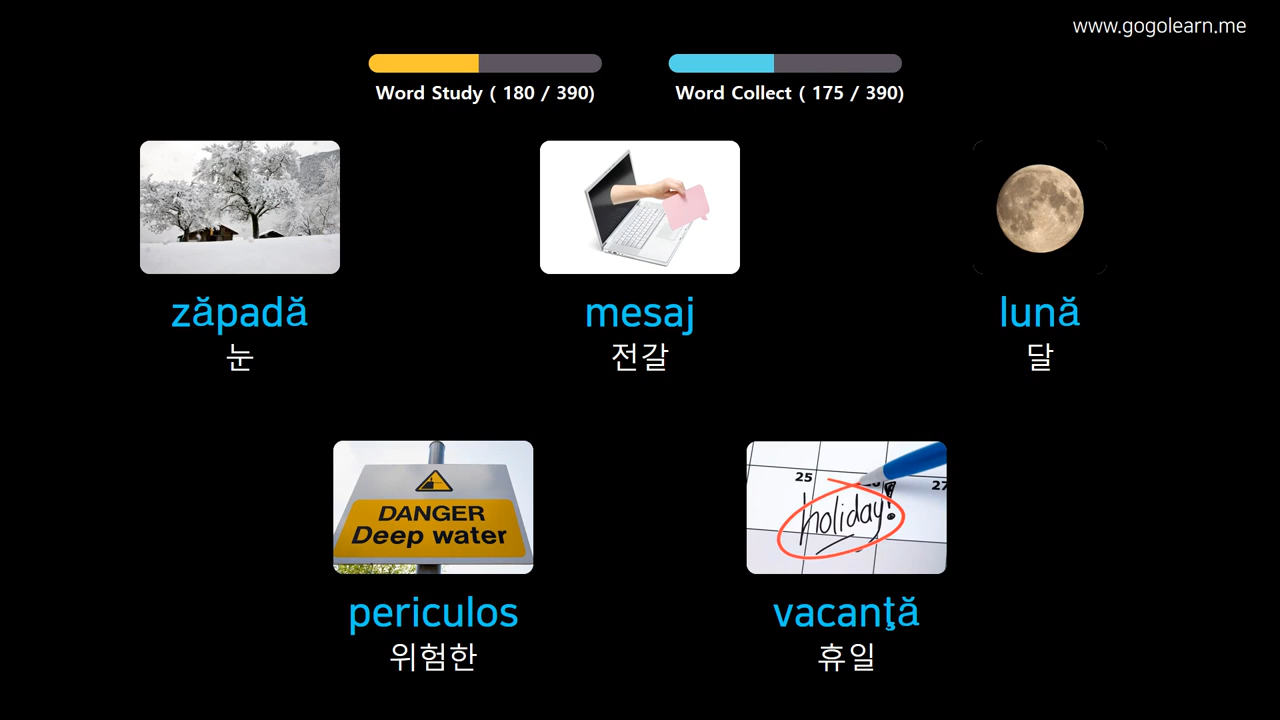 www.gogolearn.me
Word Study ( 180 / 390)
Word Collect ( 175 / 390)
zăpadă
눈
mesaj
전갈
lună
달
DANGER
Deep water
periculos
위험한
25
27
holiday!
vacanţă
휴일